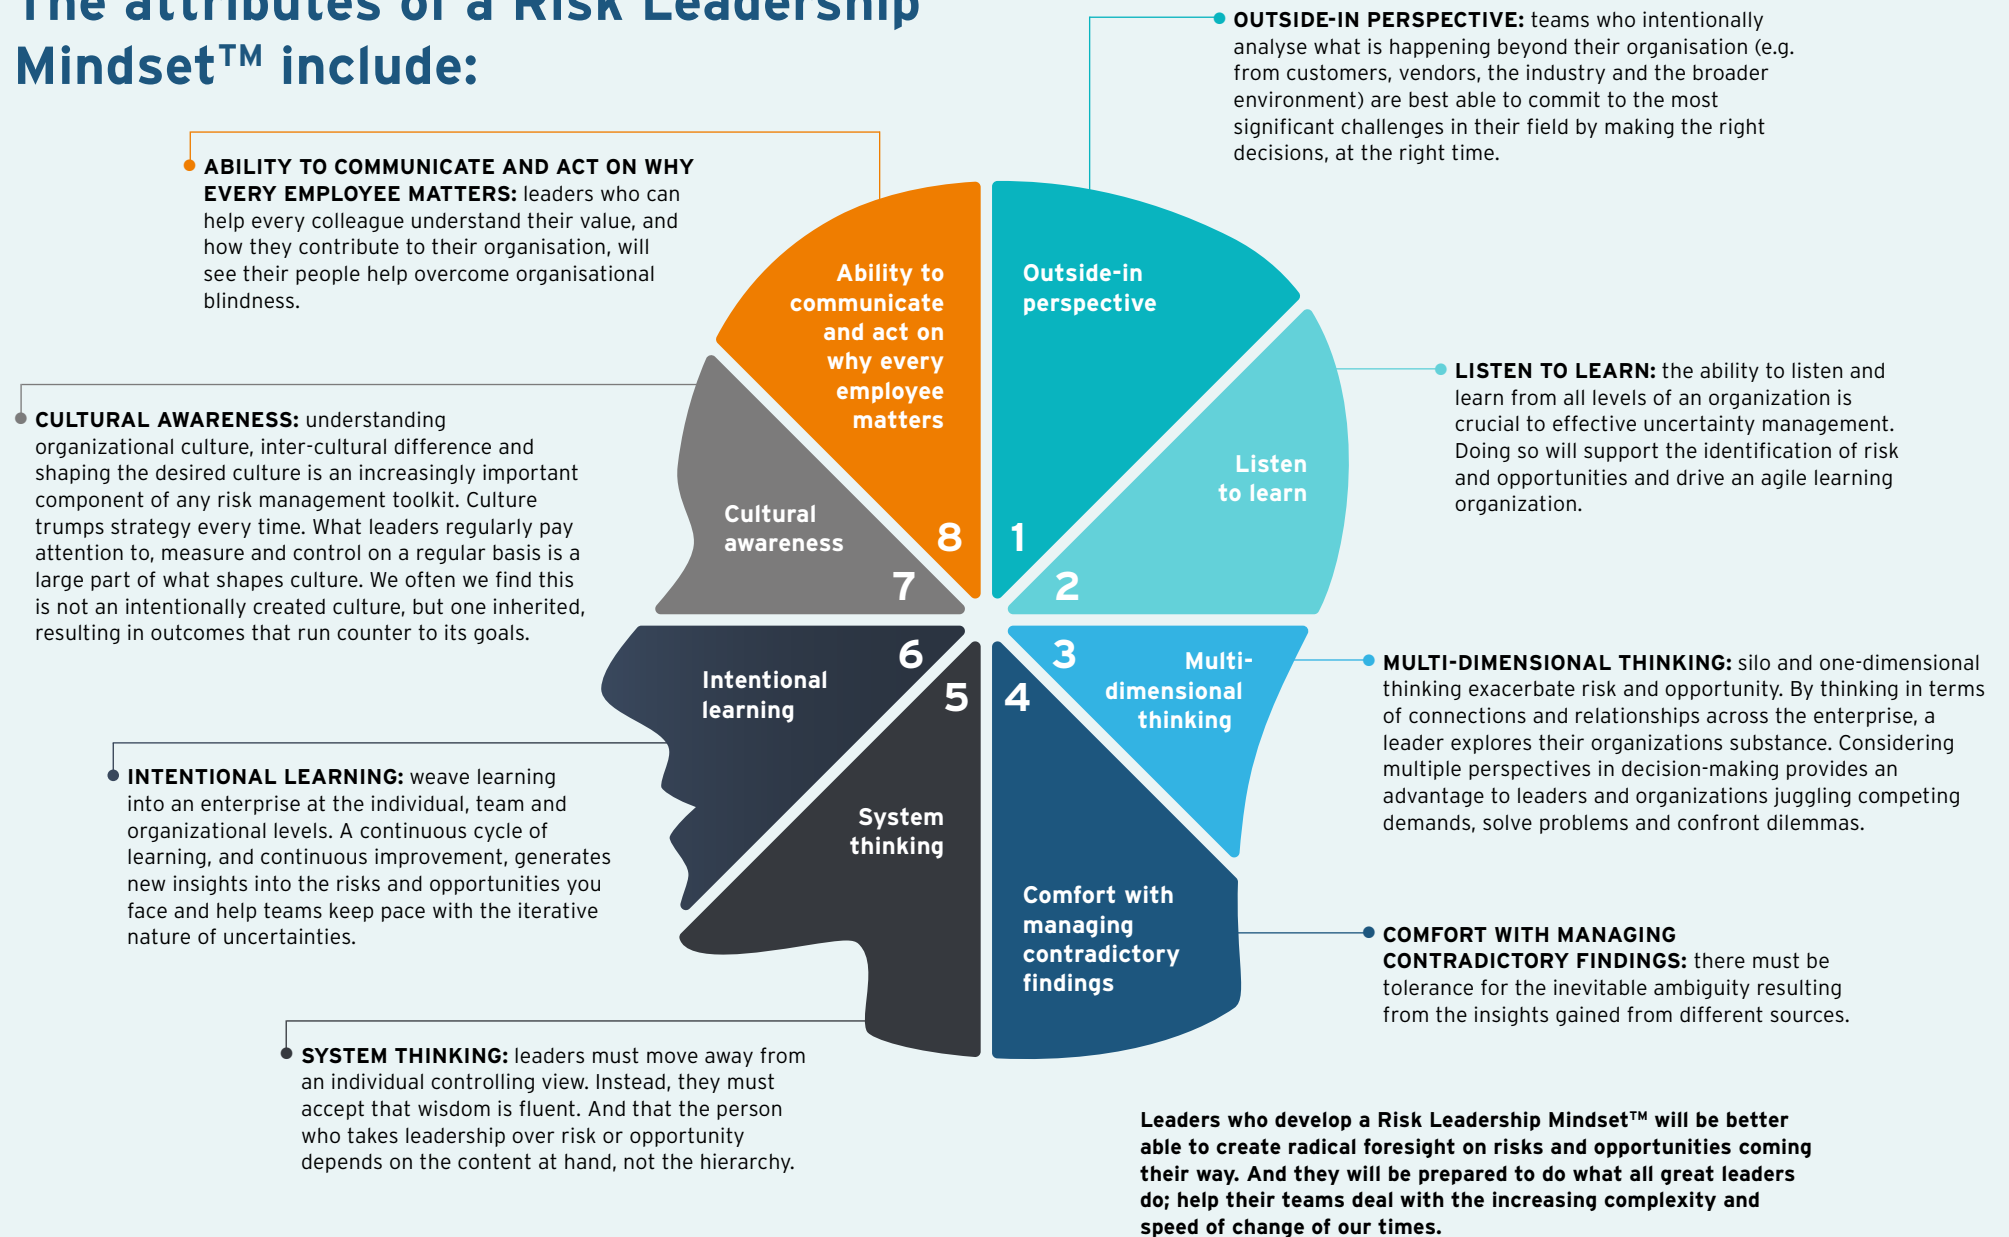 The attributes of a Risk Leadership
Mindset™ include:
OUTSIDE-IN PERSPECTIVE: teams who intentionally
analyse what is happening beyond their organisation (e.g.
from customers, vendors, the industry and the broader
environment) are best able to commit to the most
significant challenges in their field by making the right
decisions, at the right time.
ABILITY TO COMMUNICATE AND ACT ON WHY
EVERY EMPLOYEE MATTERS: leaders who can
help every colleague understand their value, and
how they contribute to their organisation, will
see their people help overcome organisational
blindness.
Ability to
communicate
and act on
why every
employee
matters
8
Outside-in
perspective
1
Listen
to learn
2
LISTEN TO LEARN: the ability to listen and
learn from all levels of an organization is
crucial to effective uncertainty management.
Doing so will support the identification of risk
and opportunities and drive an agile learning
organization.
CULTURAL AWARENESS: understanding
organizational culture, inter-cultural difference and
shaping the desired culture is an increasingly important
component of any risk management toolkit. Culture
trumps strategy every time. What leaders regularly pay
attention to, measure and control on a regular basis is a
large part of what shapes culture. We often we find this
is not an intentionally created culture, but one inherited,
resulting in outcomes that run counter to its goals.
Cultural
awareness
7
6
Intentional
learning
5
System
thinking
4
Comfort with
managing
contradictory
findings
3
Multi-
dimensional
thinking
MULTI-DIMENSIONAL THINKING: silo and one-dimensional
thinking exacerbate risk and opportunity. By thinking in terms
of connections and relationships across the enterprise, a
leader explores their organizations substance. Considering
multiple perspectives in decision-making provides an
advantage to leaders and organizations juggling competing
demands, solve problems and confront dilemmas.
INTENTIONAL LEARNING: weave learning
into an enterprise at the individual, team and
organizational levels. A continuous cycle of
learning, and continuous improvement, generates
new insights into the risks and opportunities you
face and help teams keep pace with the iterative
nature of uncertainties.
COMFORT WITH MANAGING
CONTRADICTORY FINDINGS: there must be
tolerance for the inevitable ambiguity resulting
from the insights gained from different sources.
SYSTEM THINKING: leaders must move away from
an individual controlling view. Instead, they must
accept that wisdom is fluent. And that the person
who takes leadership over risk or opportunity
depends on the content at hand, not the hierarchy.
Leaders who develop a Risk Leadership Mindset™ will be better
able to create radical foresight on risks and opportunities coming
their way. And they will be prepared to do what all great leaders
do; help their teams deal with the increasing complexity and
speed of change of our times.